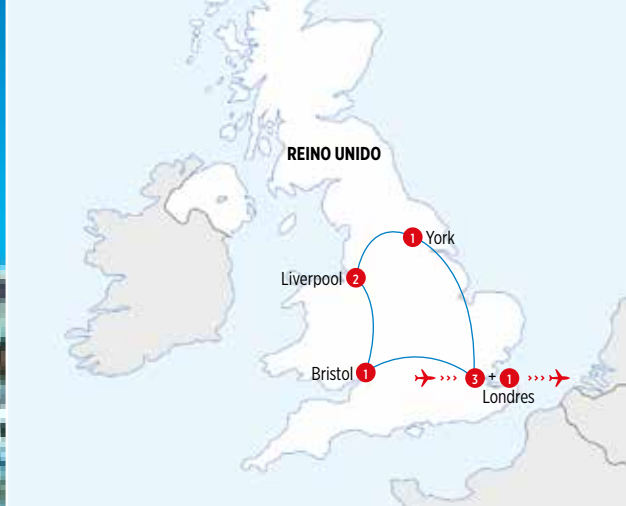 REINO UNIDO
1 York
Liverpool 2
Bristol 1
3 + 1
Londres